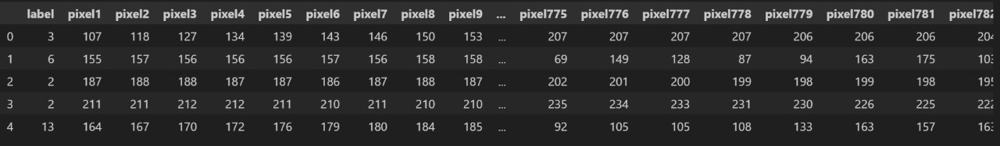 label pixel1 pixel2 pixel3 pixel4 pixel5 pixel6 pixel7 pixel8 pixel9 ... pixel775 pixel776 pixel777 pixel778 pixel779 pixel780 pixel781 pixel782
0 3 107 118 127 134 139 143 146 150 153 ... 207 207 207 207 206 206 206 204
1 6 155 157 156 156 156 157 156 158 158 ... 69 149 128 87 94 163 175 103
2 2 187 188 188 187 187 186 187 188 187 ... 202 201 200 199 198 199 198 195
3 2 211 211 212 212 211 210 211 210 210 ... 235 234 233 231 230 226 225 222
4 13 164 167 170 172 176 179 180 184 185 ... 92 105 105 108 133 163 157 163